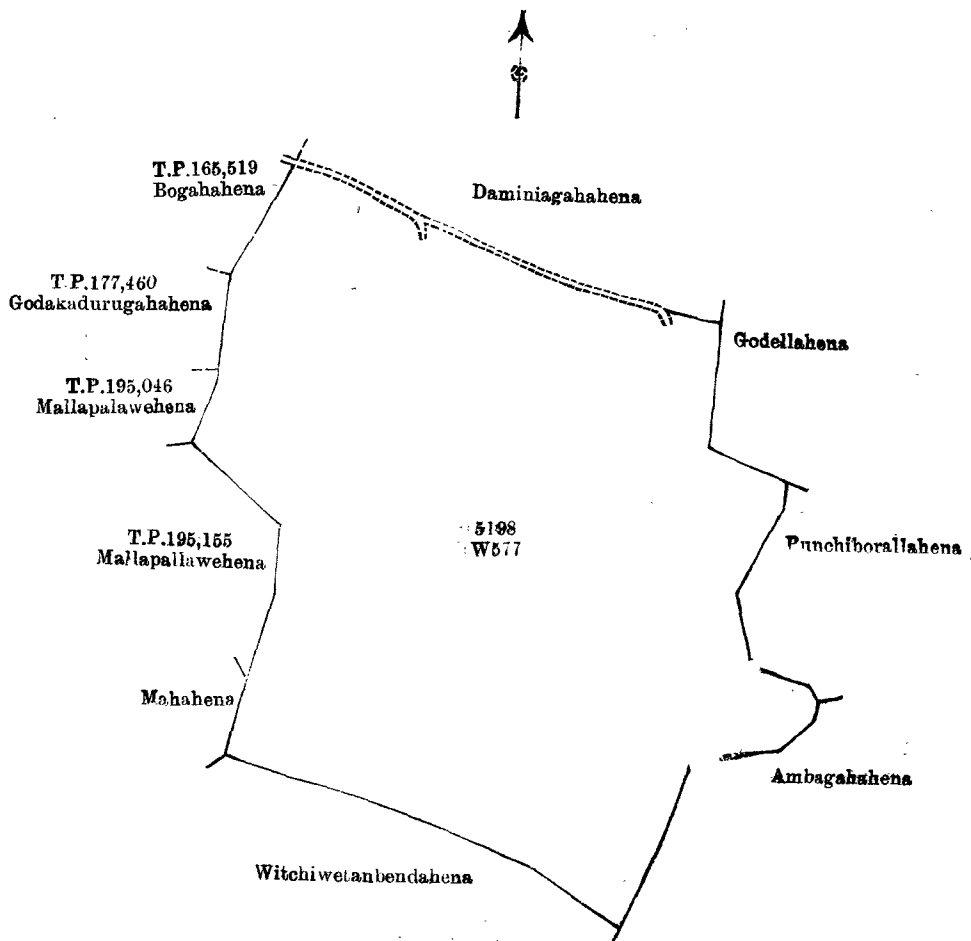 T.P.165,519
Bogahahena
Daminiagahahena
T.P.177,460
Godakadurugahahena
Godellahena
T.P.195,046
Mallapalawehena
5198
W577
T.P.195,155
Mallapallawehena
Punchiborallahena
Mahahena
Ambagahahena
Witchiwetanbendahena